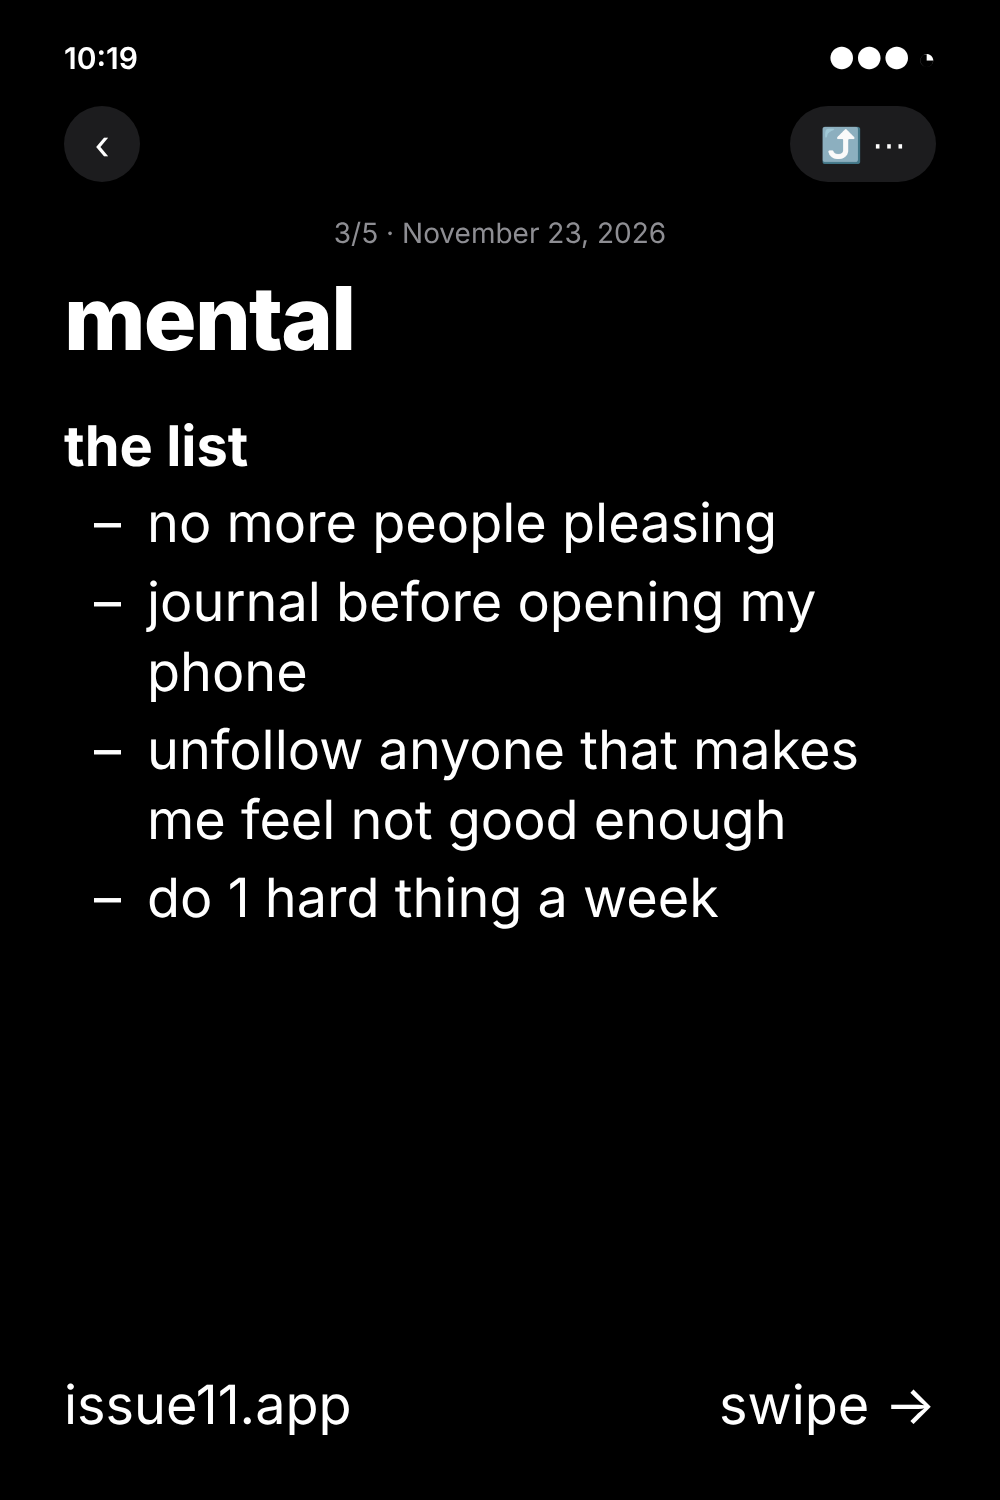 10:19
‹
⤴️ ⋯
3/5 · November 23, 2026
mental
the list
– no more people pleasing
– journal before opening my
phone
– unfollow anyone that makes
me feel not good enough
– do 1 hard thing a week
issue11.app
swipe →